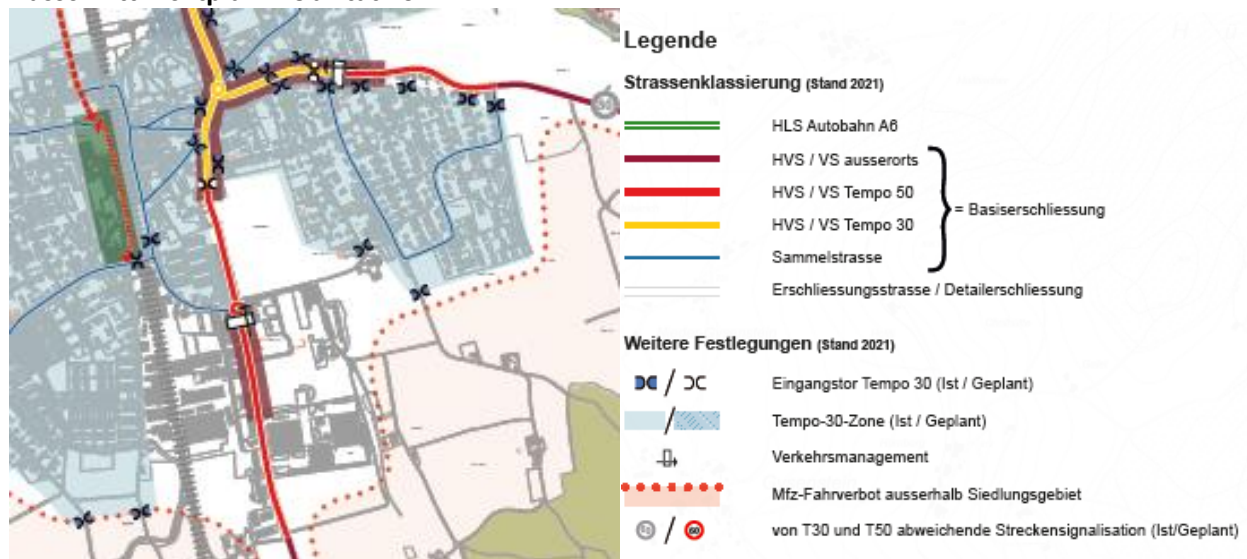 Legende
Strassenklassierung (Stand 2021)
HLS Autobahn A6
HVS / VS ausserorts
HVS / VS Tempo 50
HVS / VS Tempo 30
= Basiserschliessung
Sammelstrasse
Erschliessungsstrasse / Detailerschliessung
Weitere Festlegungen (Stand 2021)
Eingangstor Tempo 30 (Ist / Geplant)
Tempo-30-Zone (Ist / Geplant)
Verkehrsmanagement
Mfz-Fahrverbot ausserhalb Siedlungsgebiet
von T30 und T50 abweichende Streckensignalisation (Ist/Geplant)